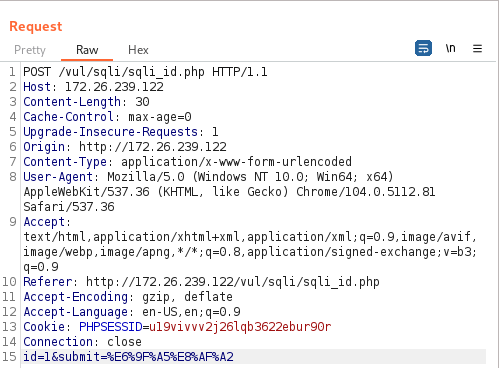 Request
Pretty Raw Hex
\n
1 POST /vul/sqli/sqli_id.php HTTP/1.1
2 Host: 172.26.239.122
3 Content-Length: 30
4 Cache-Control: max-age=0
5 Upgrade-Insecure-Requests: 1
6 Origin: http://172.26.239.122
7 Content-Type: application/x-www-form-urlencoded
8 User-Agent: Mozilla/5.0 (Windows NT 10.0; Win64; x64)
AppleWebKit/537.36 (KHTML, like Gecko) Chrome/104.0.5112.81
Safari/537.36
9 Accept:
text/html,application/xhtml+xml,application/xml;q=0.9,image/avif,
image/webp,image/apng,*/*;q=0.8,application/signed-exchange;v=b3;
q=0.9
10 Referer: http://172.26.239.122/vul/sqli/sqli_id.php
11 Accept-Encoding: gzip, deflate
12 Accept-Language: en-US,en;q=0.9
13 Cookie: PHPSESSID=u19vivvv2j26lqb3622ebur90r
14 Connection: close
15 id=1&submit=%E6%9F%A5%E8%AF%A2